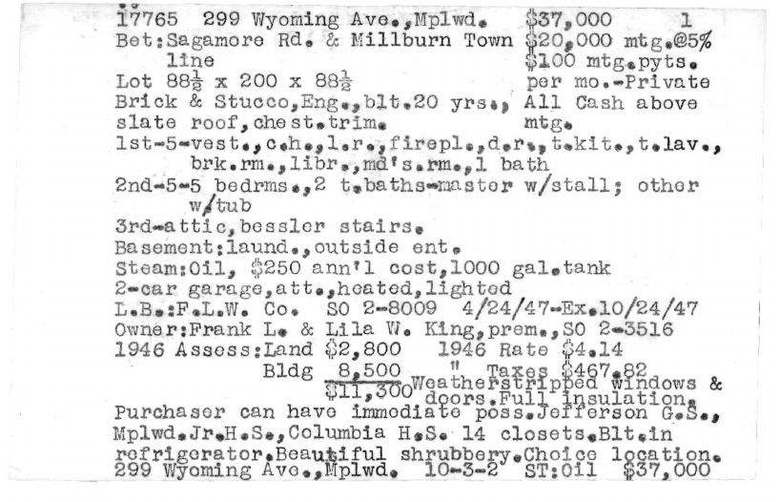 17765 299 Wyoming Ave.,Mplwd. $37,000 1
Bet:Sagamore Rd. & Millburn Town $20,000 mtg.@5%
line $100 mtg.pyts.
Lot 88½ x 200 x 88½ per mo.-Private
Brick & Stucco,Eng.,blt.20 yrs., All Cash above
slate roof,chest.trim. mtg.
1st-5-vest.,c.h.,l.r.,firepl.,d.r.,t.kit.,t.lav.,
brk.rm.,libr.,md's.rm.,1 bath
2nd-5-5 bedrms.,2 t.baths-master w/stall; other
w/tub
3rd-attic,bessler stairs.
Basement:laund.,outside ent.
Steam:Oil, $250 ann'l cost,1000 gal.tank
2-car garage,att.,heated,lighted
L.B.:F.L.W. Co. SO 2-8009 4/24/47-Ex.10/24/47
Owner:Frank L. & Lila W. King,prem.,SO 2-3516
1946 Assess:Land $2,800 1946 Rate $4.14
Bldg 8,500 " Taxes $467.82
$11,300 Weatherstripped windows &
doors.Full insulation.
Purchaser can have immediate poss.Jefferson G.S.,
Mplwd.Jr.H.S.,Columbia H.S. 14 closets.Blt.in
refrigerator.Beautiful shrubbery.Choice location.
299 Wyoming Ave.,Mplwd. 10-3-2 ST:Oil $37,000